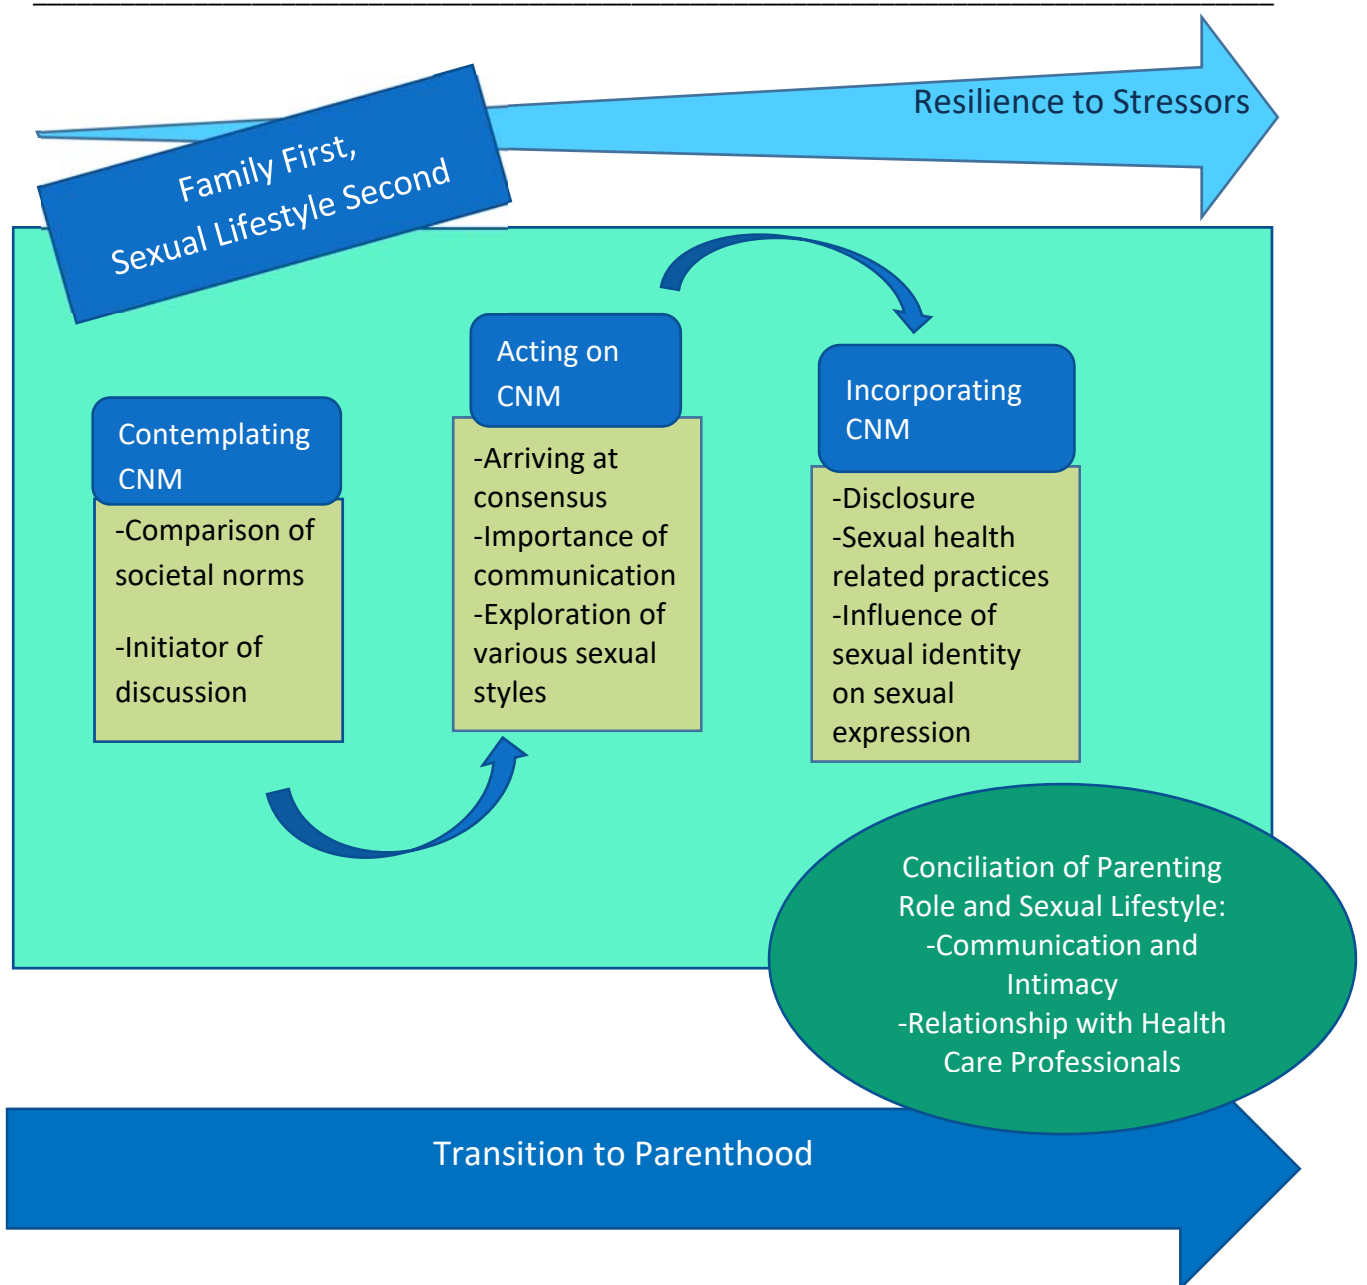 Resilience to Stressors
Family First,
Sexual Lifestyle Second
Contemplating
CNM
-Comparison of
societal norms
-Initiator of
discussion
Acting on
CNM
-Arriving at
consensus
-Importance of
communication
-Exploration of
various sexual
styles
Incorporating
CNM
-Disclosure
-Sexual health
related practices
-Influence of
sexual identity
on sexual
expression
Conciliation of Parenting
Role and Sexual Lifestyle:
-Communication and
Intimacy
-Relationship with Health
Care Professionals
Transition to Parenthood